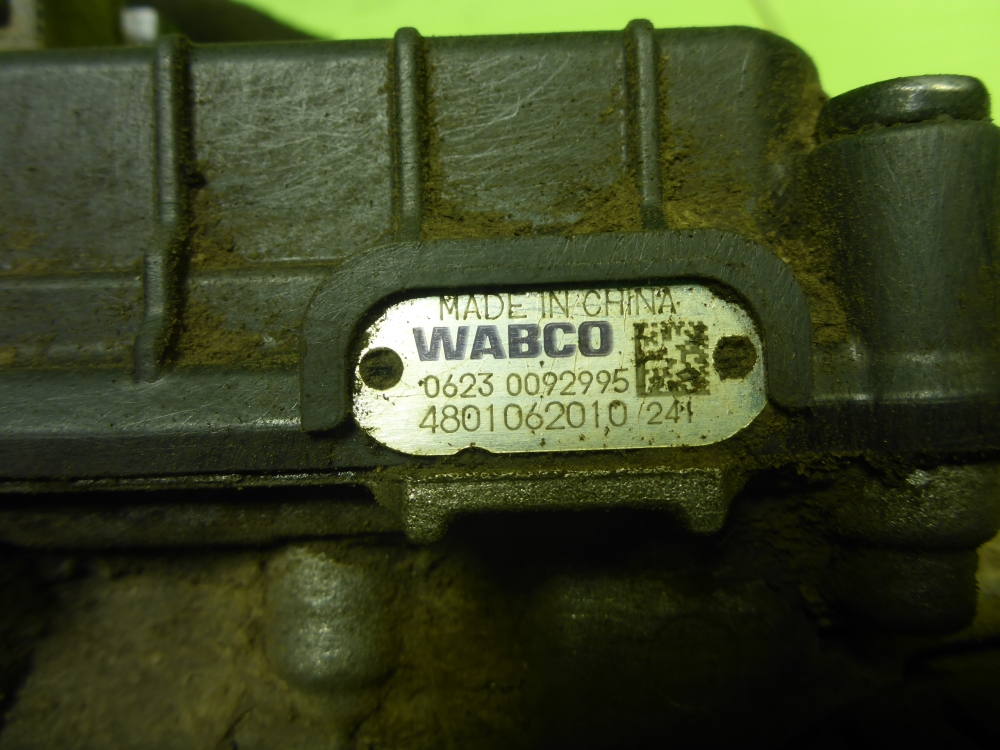 MADE IN CHINA
WABCO
0623 0092995
4801062010/241